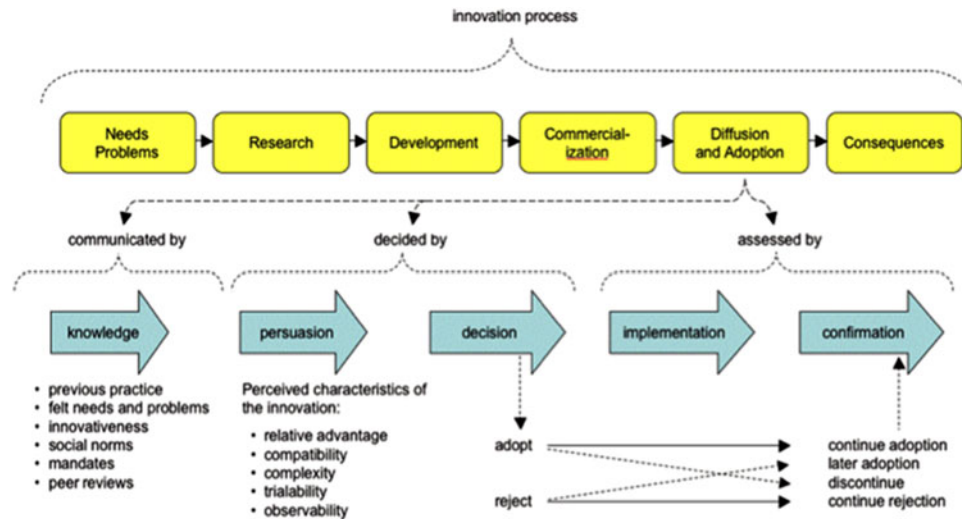 innovation process
Needs
Problems
Research
Development
Commercial-
ization
Diffusion
and Adoption
Consequences
communicated by
decided by
assessed by
knowledge
persuasion
decision
implementation
confirmation
• previous practice
• felt needs and problems
• innovativeness
• social norms
• mandates
• peer reviews
Perceived characteristics of
the innovation:
• relative advantage
• compatibility
• complexity
• trialability
• observability
adopt
reject
continue adoption
later adoption
discontinue
continue rejection